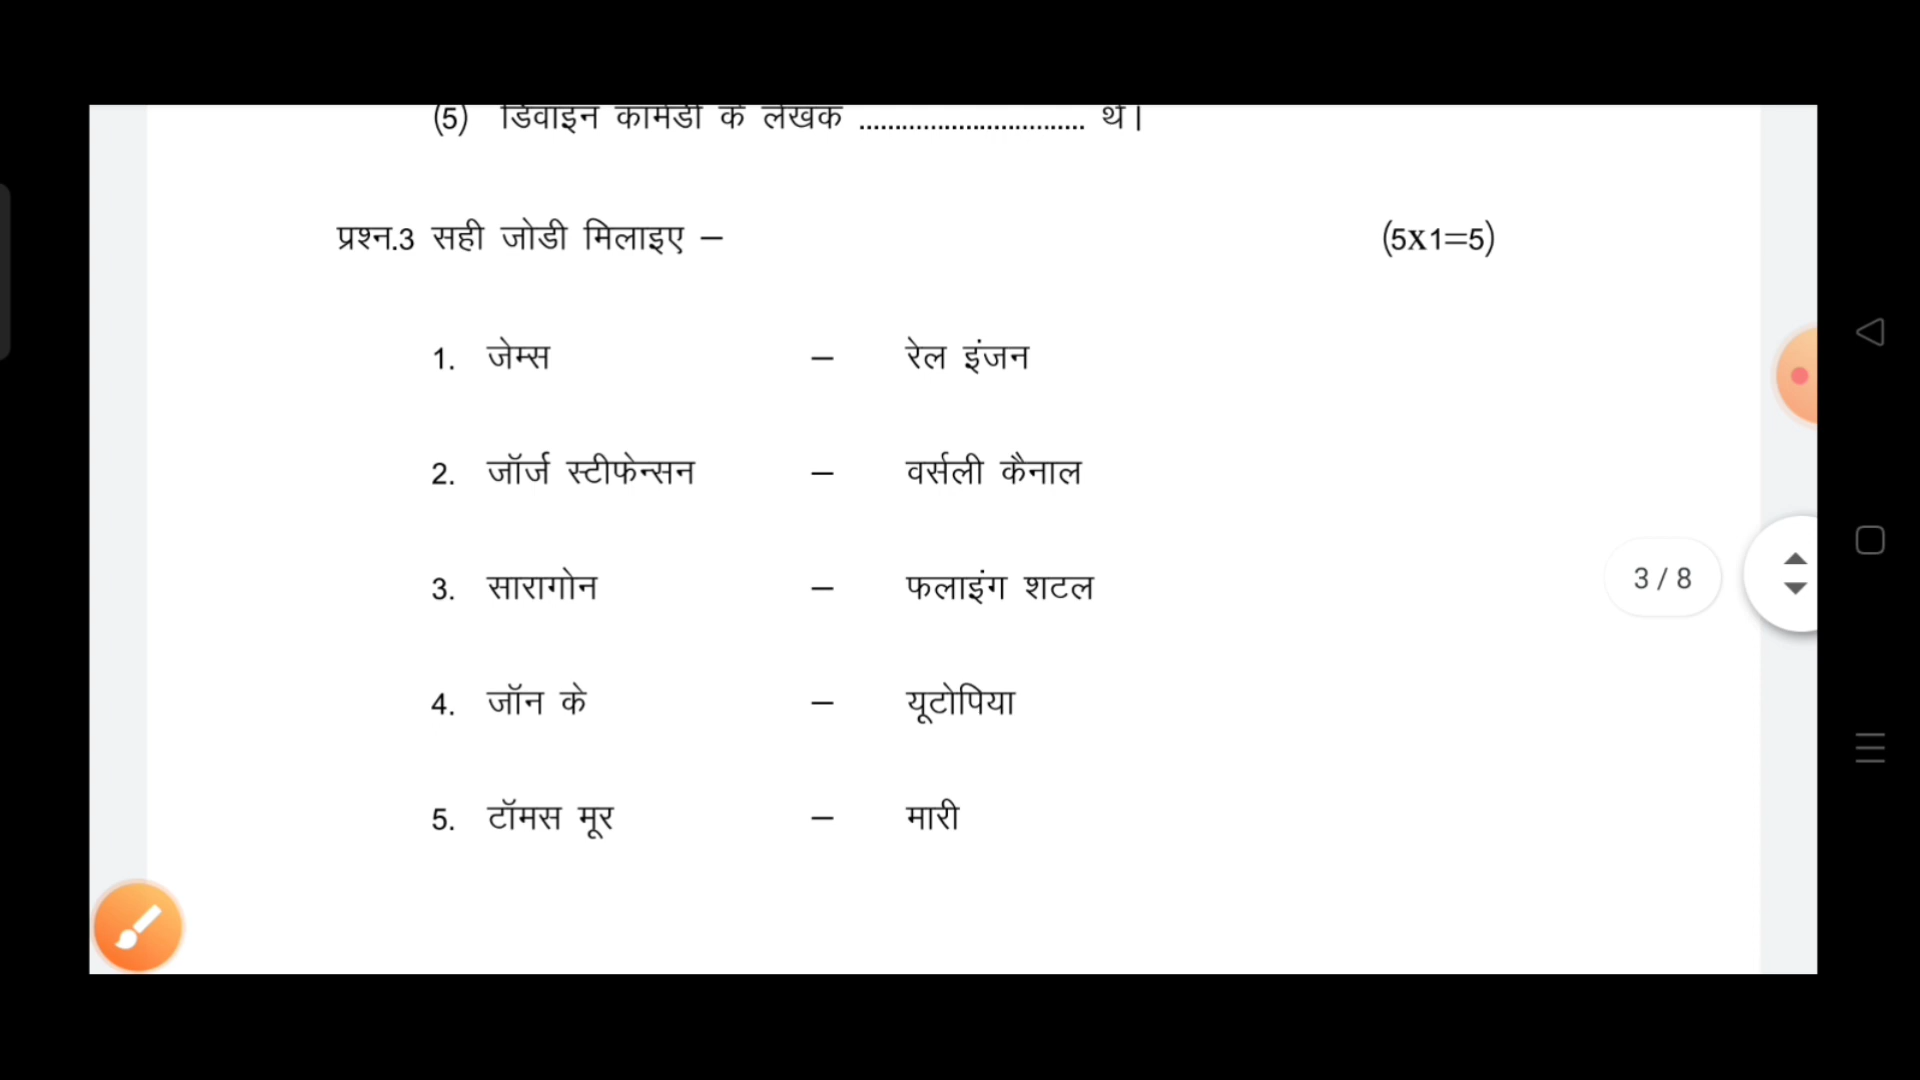 (5) डिवाइन कामेडी के लेखक ................................ थे।
प्रश्न.3 सही जोडी मिलाइए – (5x1=5)
1. जेम्स – रेल इंजन
2. जॉर्ज स्टीफेन्सन – वर्सली कैनाल
3. सारागोन – फलाइंग शटल
3 / 8
4. जॉन के – यूटोपिया
5. टॉमस मूर – मारी